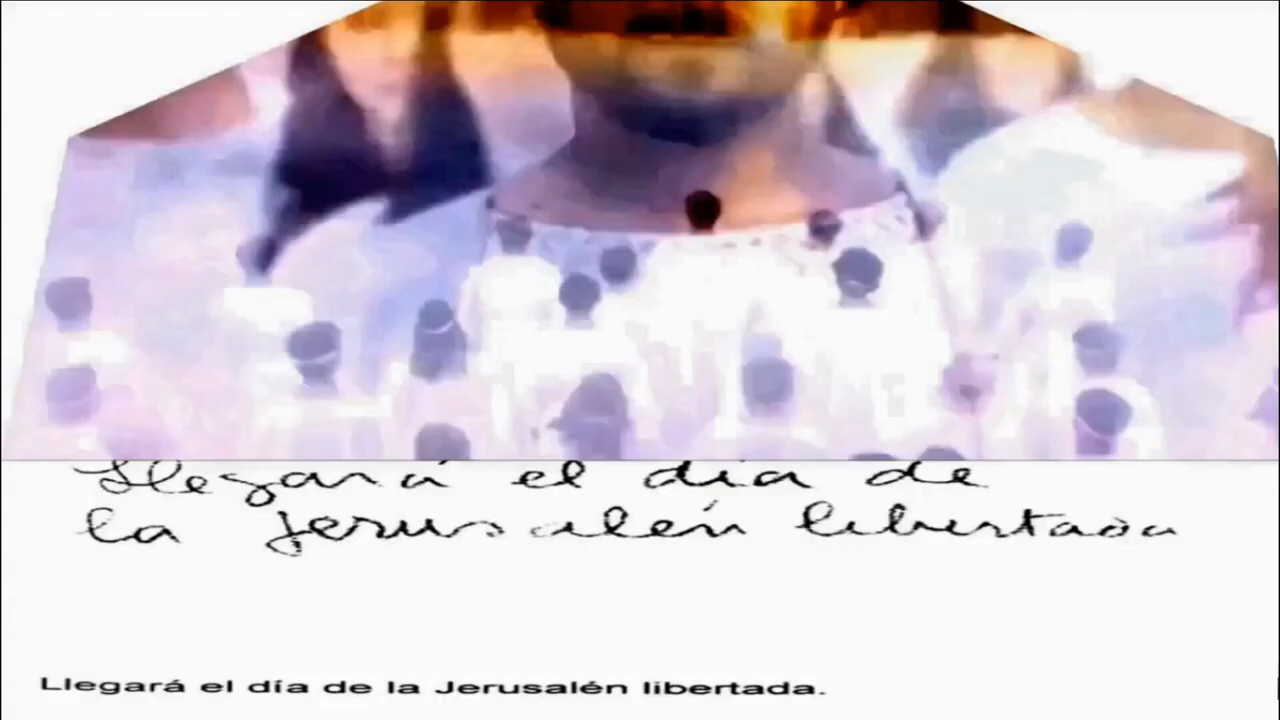 Llegará el día de
la Jerusalén libertada
Llegará el día de la Jerusalén libertada.